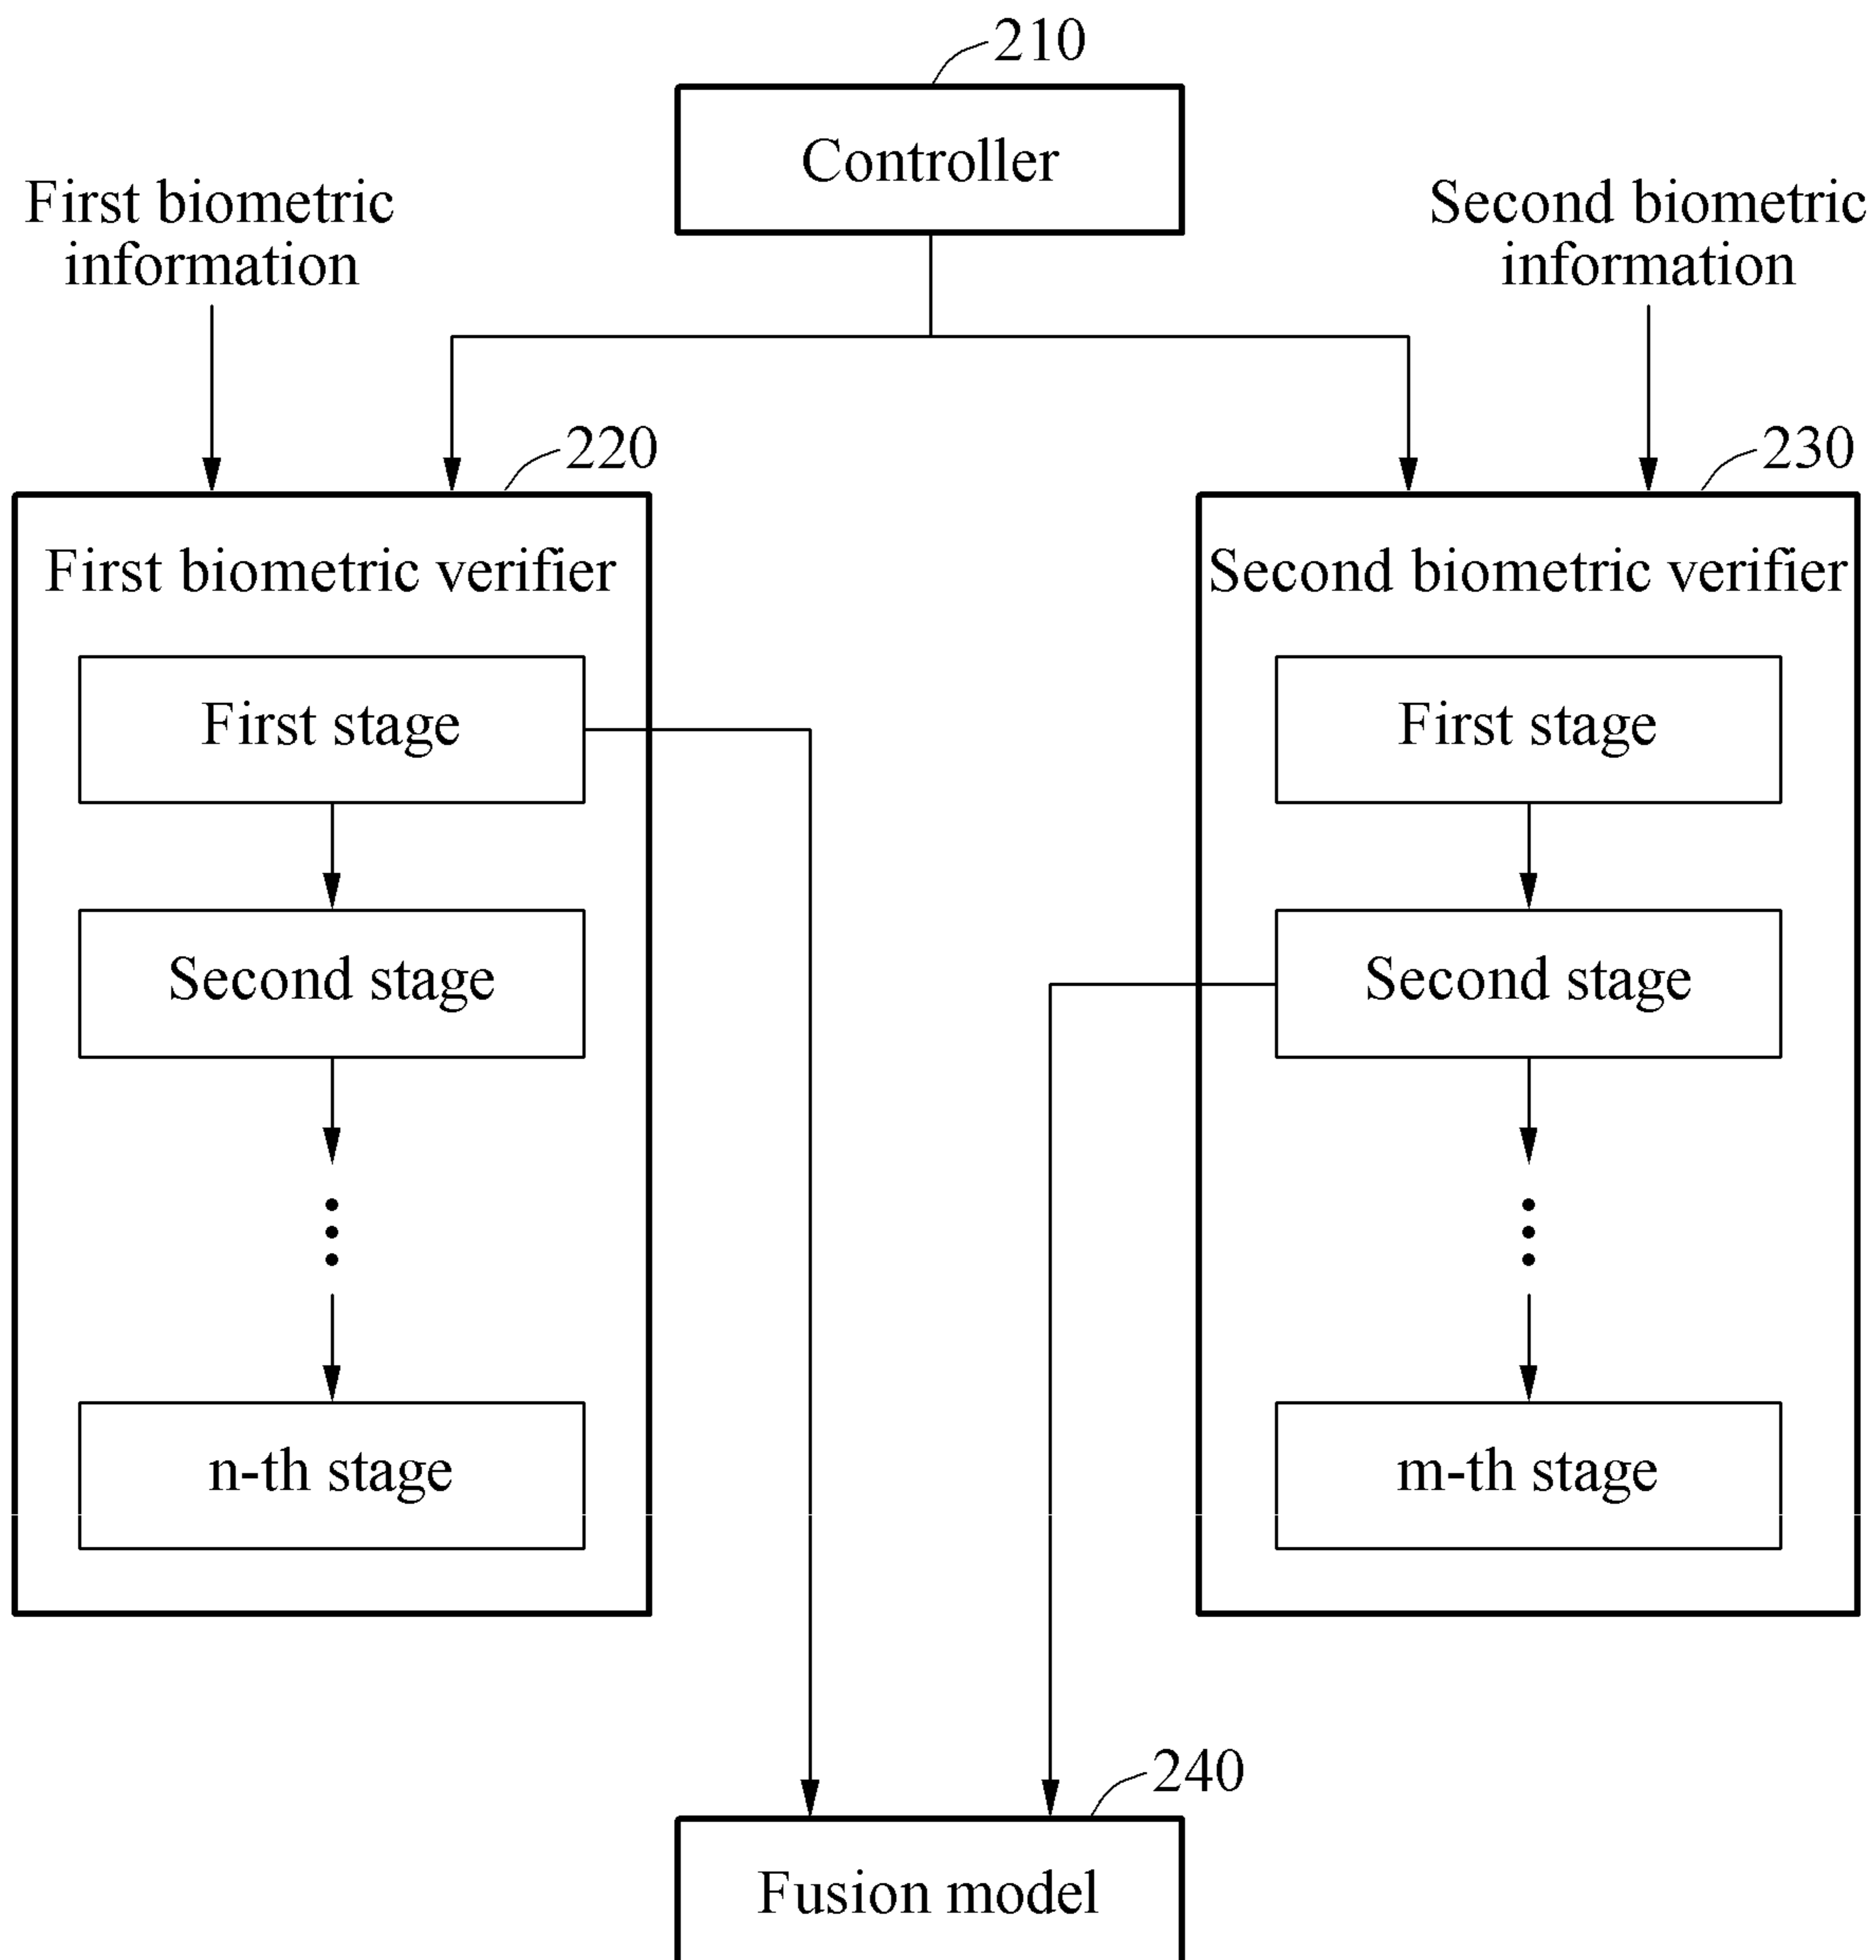 210
Controller
First biometric
information
Second biometric
information
220
230
First biometric verifier
Second biometric verifier
First stage
First stage
Second stage
Second stage
n-th stage
m-th stage
240
Fusion model